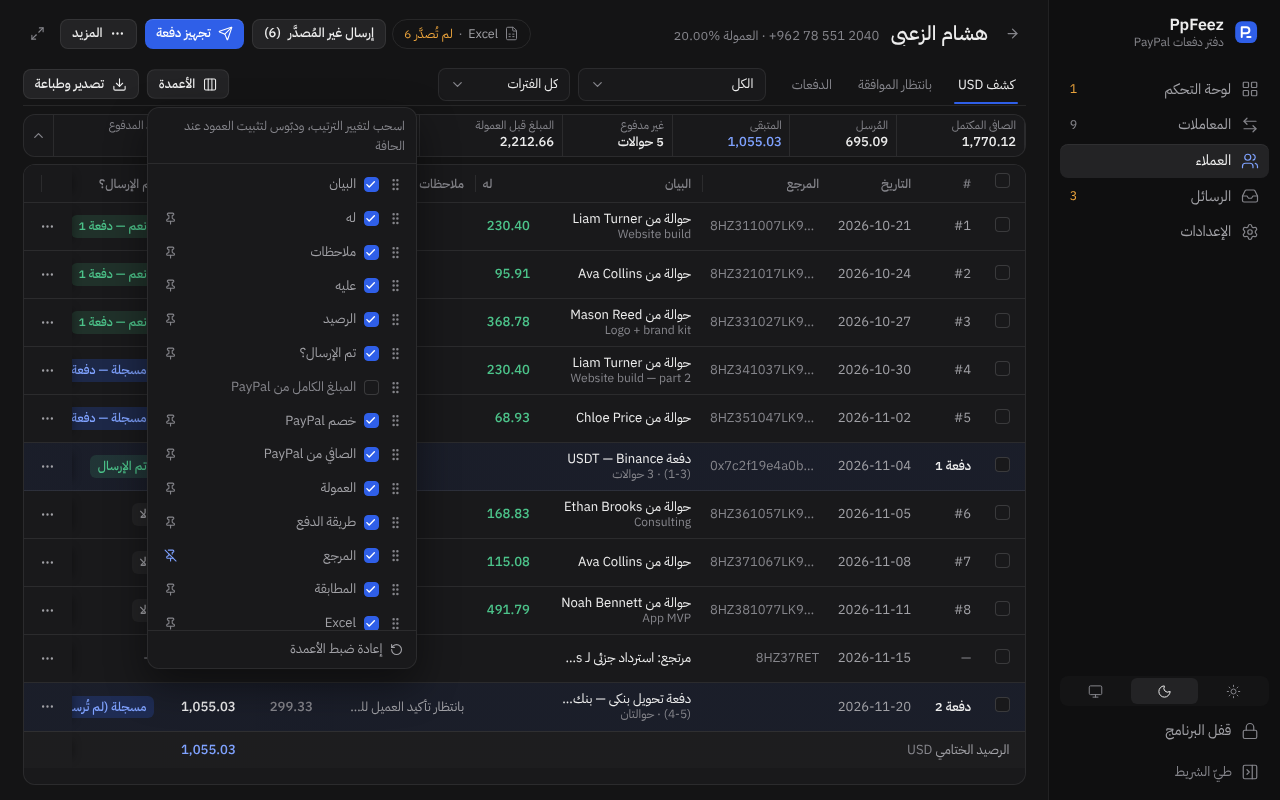 PpFeez
دفتر دفعات PayPal
لوحة التحكم 1
المعاملات 9
العملاء
الرسائل 3
الإعدادات
قفل البرنامج
طيّ الشريط
هشام الزعبي
+962 78 551 2040 · العمولة 20.00%
Excel · لم تُصدَّر 6
إرسال غير المُصدَّر (6)
تجهيز دفعة
المزيد
كشف USD
بانتظار الموافقة
الدفعات
الكل
كل الفترات
الأعمدة
تصدير وطباعة
الصافي المكتمل
1,770.12
المُرسل
695.09
المتبقي
1,055.03
غير مدفوع
5 حوالات
المبلغ قبل العمولة
2,212.66
المدفوع
# التاريخ المرجع البيان له ملاحظات
#1 2026-10-21 8HZ311007LK9... حوالة من Liam Turner 230.40 نعم — دفعة 1
Website build
#2 2026-10-24 8HZ321017LK9... حوالة من Ava Collins 95.91 نعم — دفعة 1
#3 2026-10-27 8HZ331027LK9... حوالة من Mason Reed 368.78 نعم — دفعة 1
Logo + brand kit
#4 2026-10-30 8HZ341037LK9... حوالة من Liam Turner 230.40 مسجلة — دفعة
Website build — part 2
#5 2026-11-02 8HZ351047LK9... حوالة من Chloe Price 68.93 مسجلة — دفعة
دفعة 1 2026-11-04 0x7c2f19e4a0b... دفعة USDT — Binance تم الإرسال
(1-3) · 3 حوالات
#6 2026-11-05 8HZ361057LK9... حوالة من Ethan Brooks 168.83 لا
Consulting
#7 2026-11-08 8HZ371067LK9... حوالة من Ava Collins 115.08 لا
#8 2026-11-11 8HZ381077LK9... حوالة من Noah Bennett 491.79 لا
App MVP
— 2026-11-15 8HZ37RET مرتجع: استرداد جزئي لـ s...
دفعة 2 2026-11-20 دفعة تحويل بنكي — بنك... بانتظار تأكيد العميل للـ... 299.33 1,055.03 مسجلة (لم تُرسـ
(4-5) · حوالتان
الرصيد الختامي USD 1,055.03
اسحب لتغيير الترتيب، ودبّوس لتثبيت العمود عند
الحافة
البيان
له
ملاحظات
عليه
الرصيد
تم الإرسال؟
المبلغ الكامل من PayPal
خصم PayPal
الصافي من PayPal
العمولة
طريقة الدفع
المرجع
المطابقة
Excel
إعادة ضبط الأعمدة